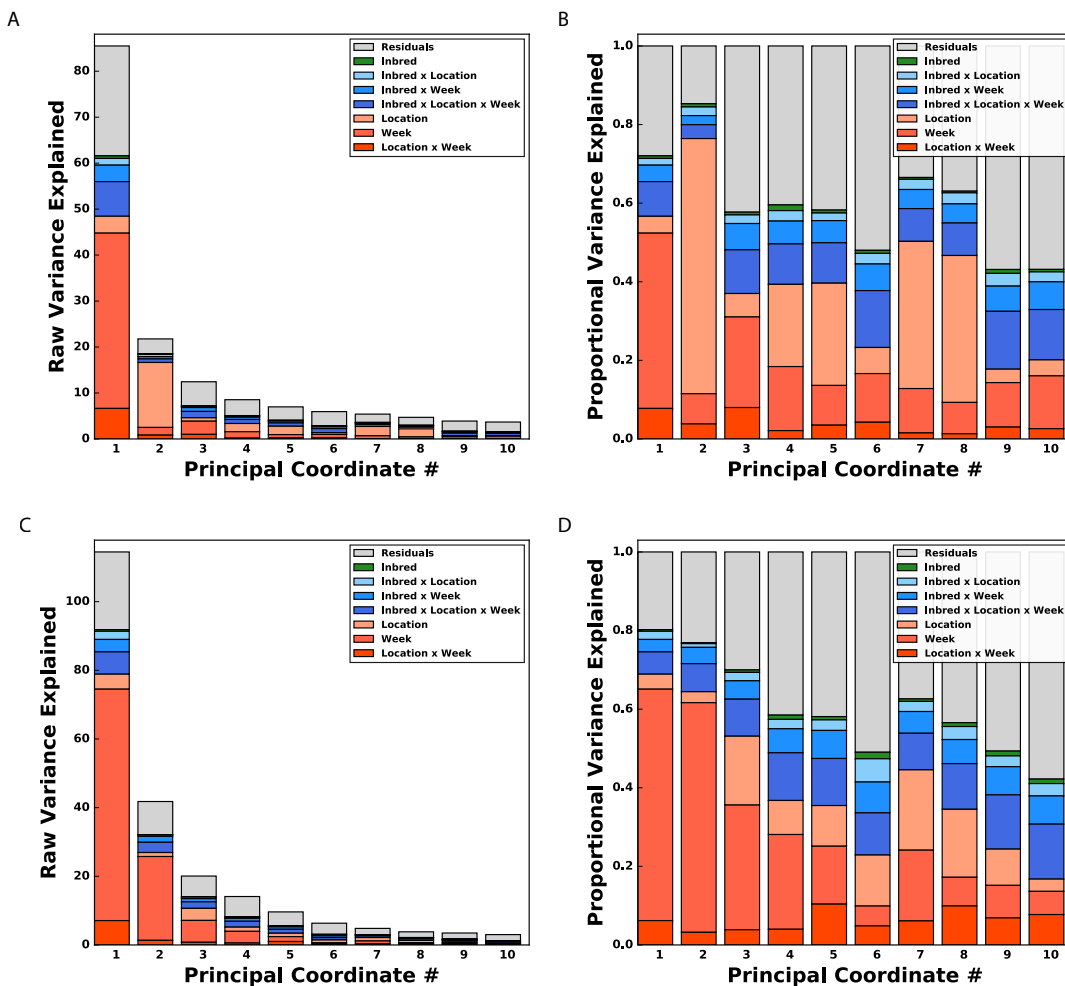 A
Raw Variance Explained
80
70
60
50
40
30
20
10
0
Residuals
Inbred
Inbred x Location
Inbred x Week
Inbred x Location x Week
Location
Week
Location x Week
1 2 3 4 5 6 7 8 9 10
Principal Coordinate #
B
Proportional Variance Explained
1.0
0.8
0.6
0.4
0.2
0.0
Residuals
Inbred
Inbred x Location
Inbred x Week
Inbred x Location x Week
Location
Week
Location x Week
1 2 3 4 5 6 7 8 9 10
Principal Coordinate #
C
Raw Variance Explained
100
80
60
40
20
0
Residuals
Inbred
Inbred x Location
Inbred x Week
Inbred x Location x Week
Location
Week
Location x Week
1 2 3 4 5 6 7 8 9 10
Principal Coordinate #
D
Proportional Variance Explained
1.0
0.8
0.6
0.4
0.2
0.0
Residuals
Inbred
Inbred x Location
Inbred x Week
Inbred x Location x Week
Location
Week
Location x Week
1 2 3 4 5 6 7 8 9 10
Principal Coordinate #